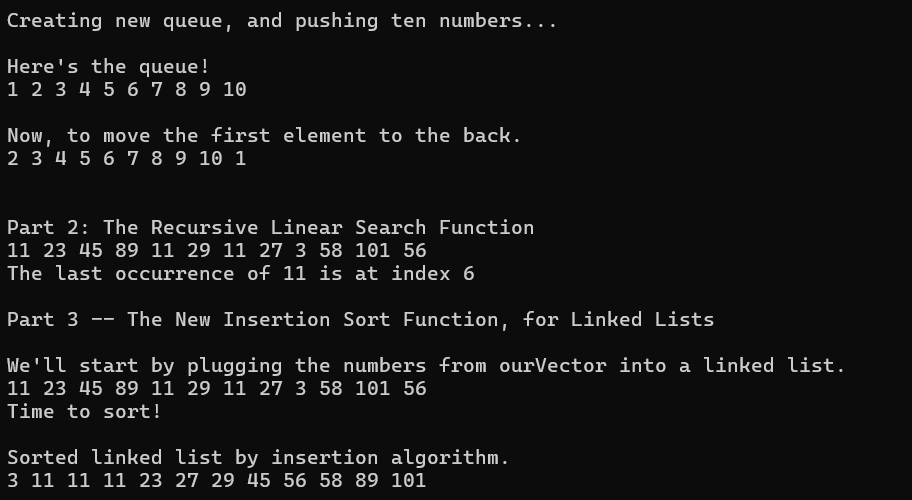 Creating new queue, and pushing ten numbers...
Here's the queue!
1 2 3 4 5 6 7 8 9 10
Now, to move the first element to the back.
2 3 4 5 6 7 8 9 10 1
Part 2: The Recursive Linear Search Function
11 23 45 89 11 29 11 27 3 58 101 56
The last occurrence of 11 is at index 6
Part 3 -- The New Insertion Sort Function, for Linked Lists
We'll start by plugging the numbers from ourVector into a linked list.
11 23 45 89 11 29 11 27 3 58 101 56
Time to sort!
Sorted linked list by insertion algorithm.
3 11 11 11 23 27 29 45 56 58 89 101